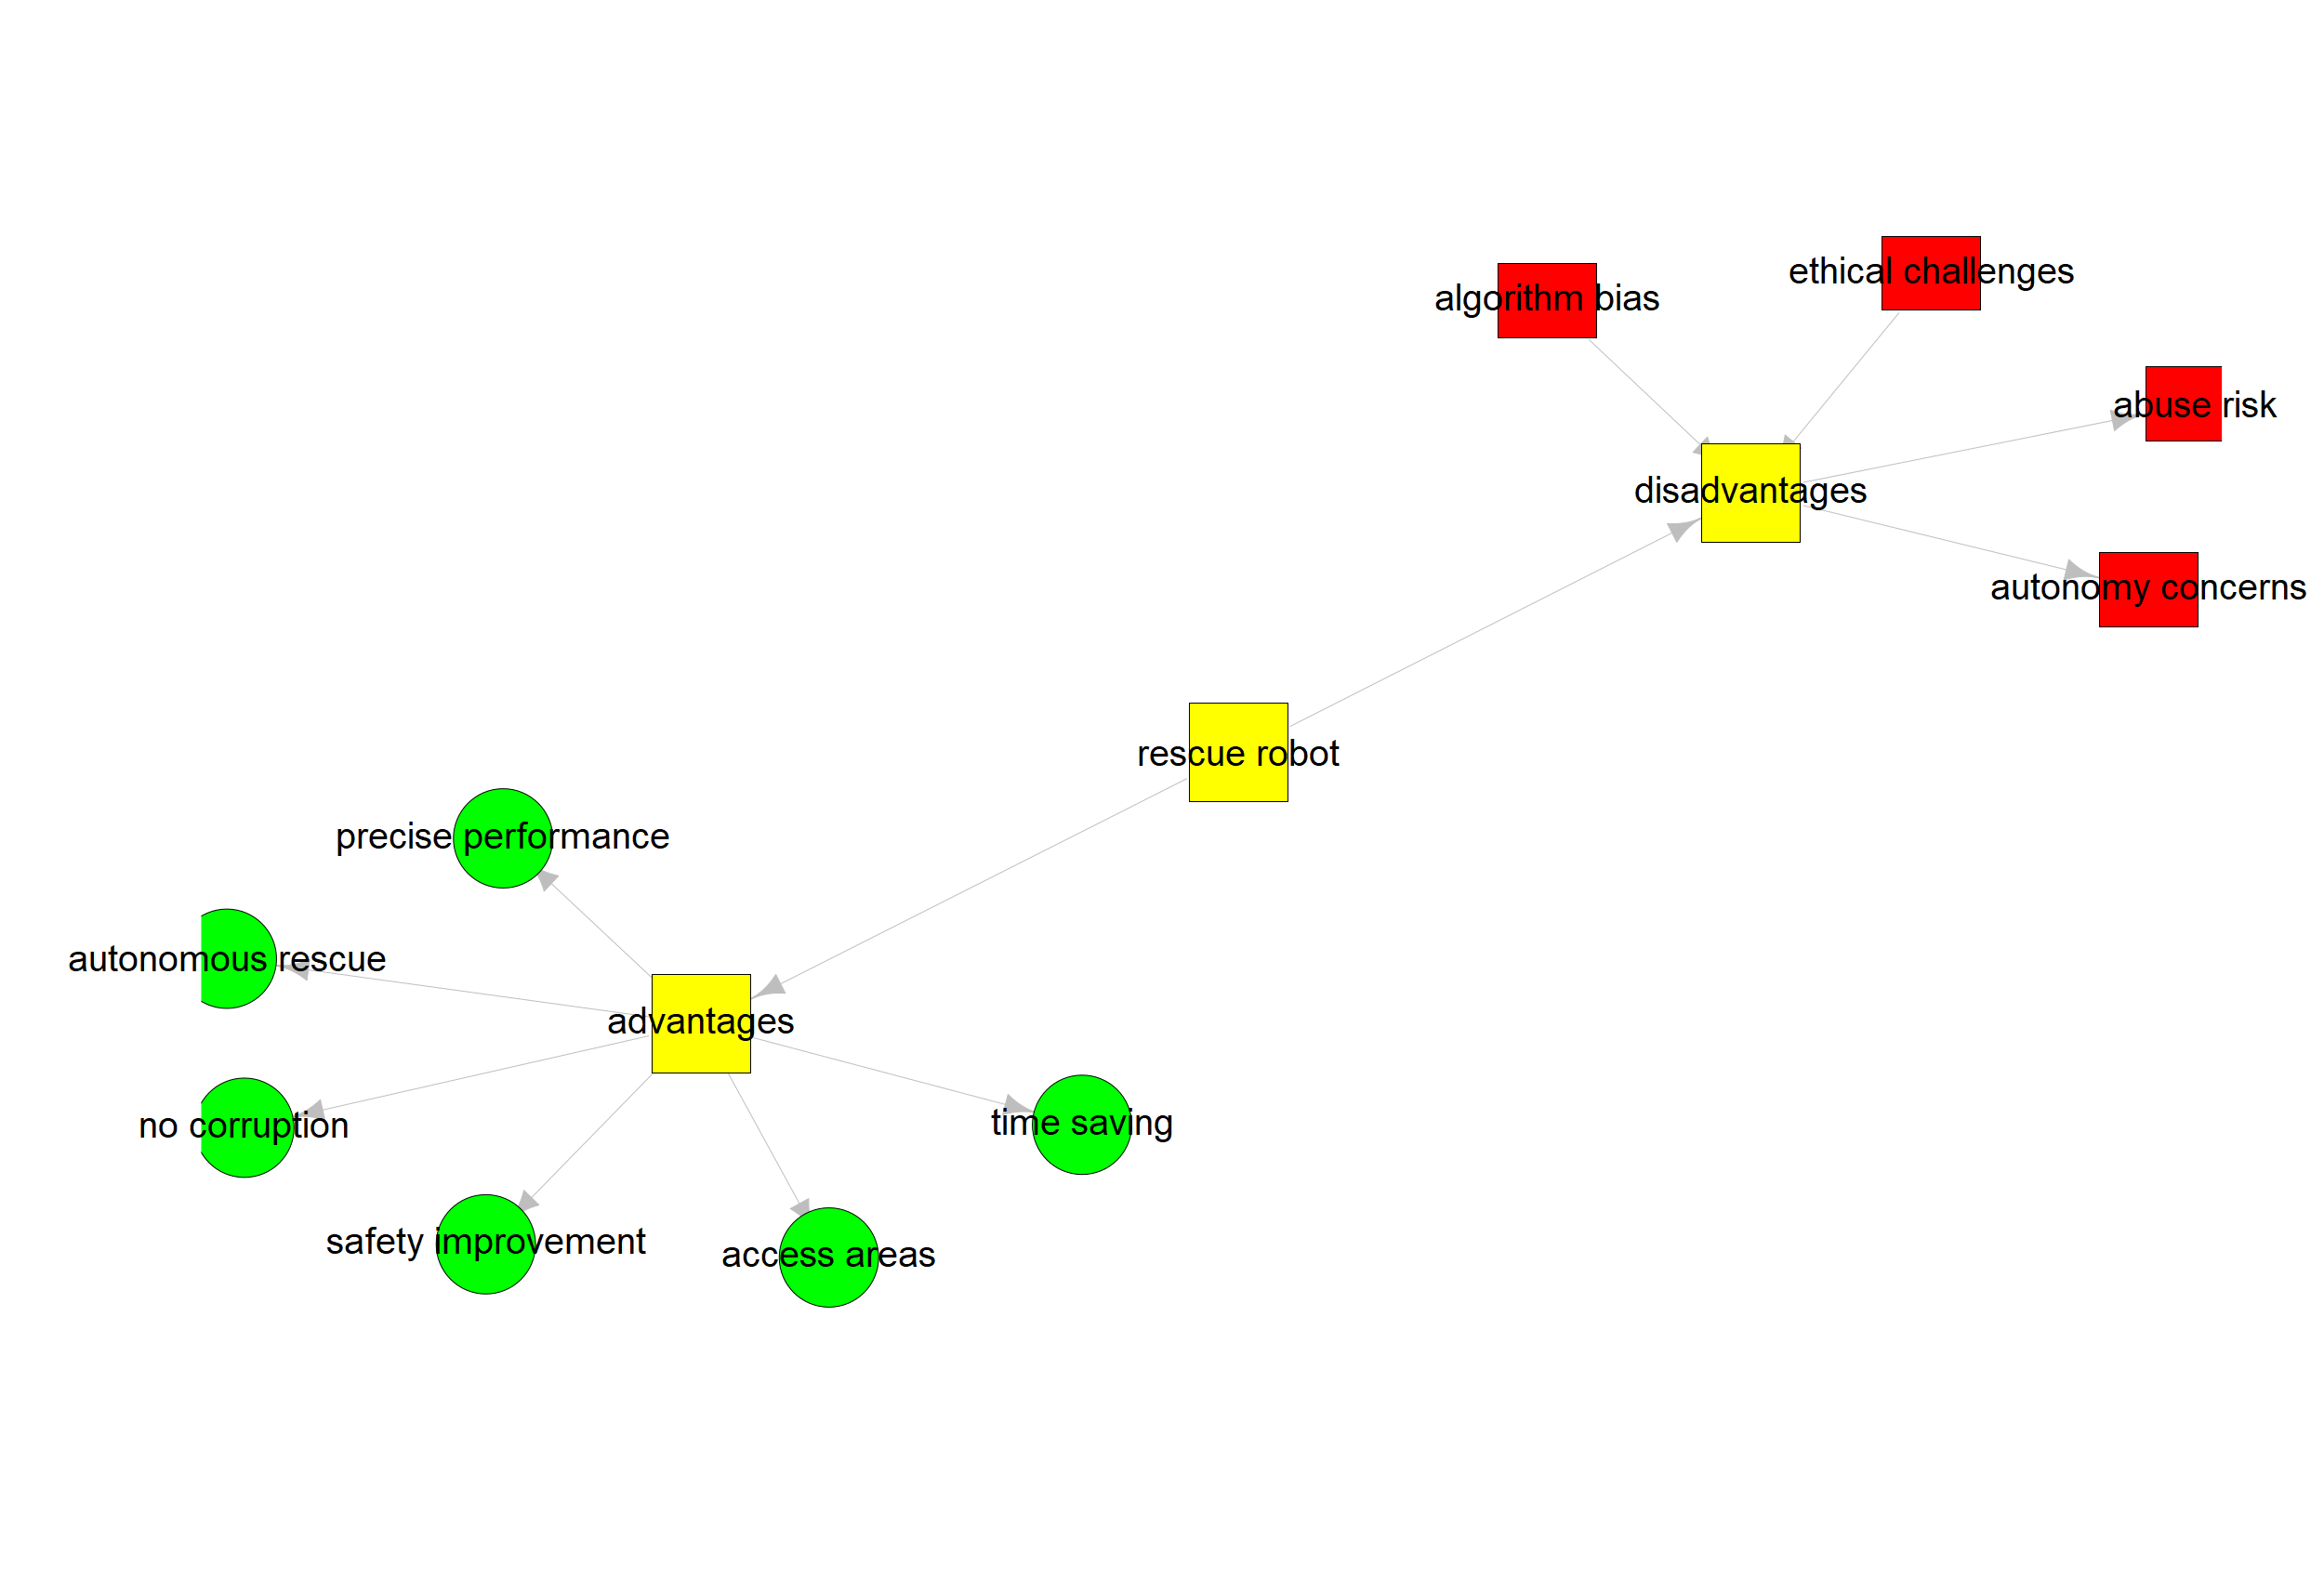 ethical challenges
algorithm bias
abuse risk
disadvantages
autonomy concerns
rescue robot
precise performance
autonomous rescue
advantages
time saving
no corruption
safety improvement
access areas